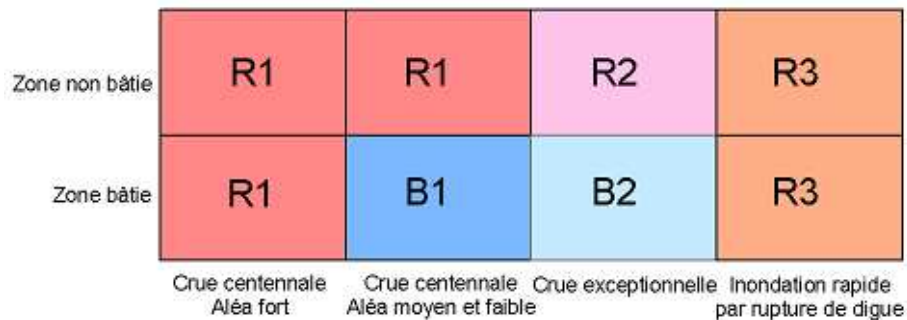 Zone non bâtie R1 R1 R2 R3
Zone bâtie R1 B1 B2 R3
Crue centennale Crue centennale Crue exceptionnelle Inondation rapide
Aléa fort Aléa moyen et faible par rupture de digue